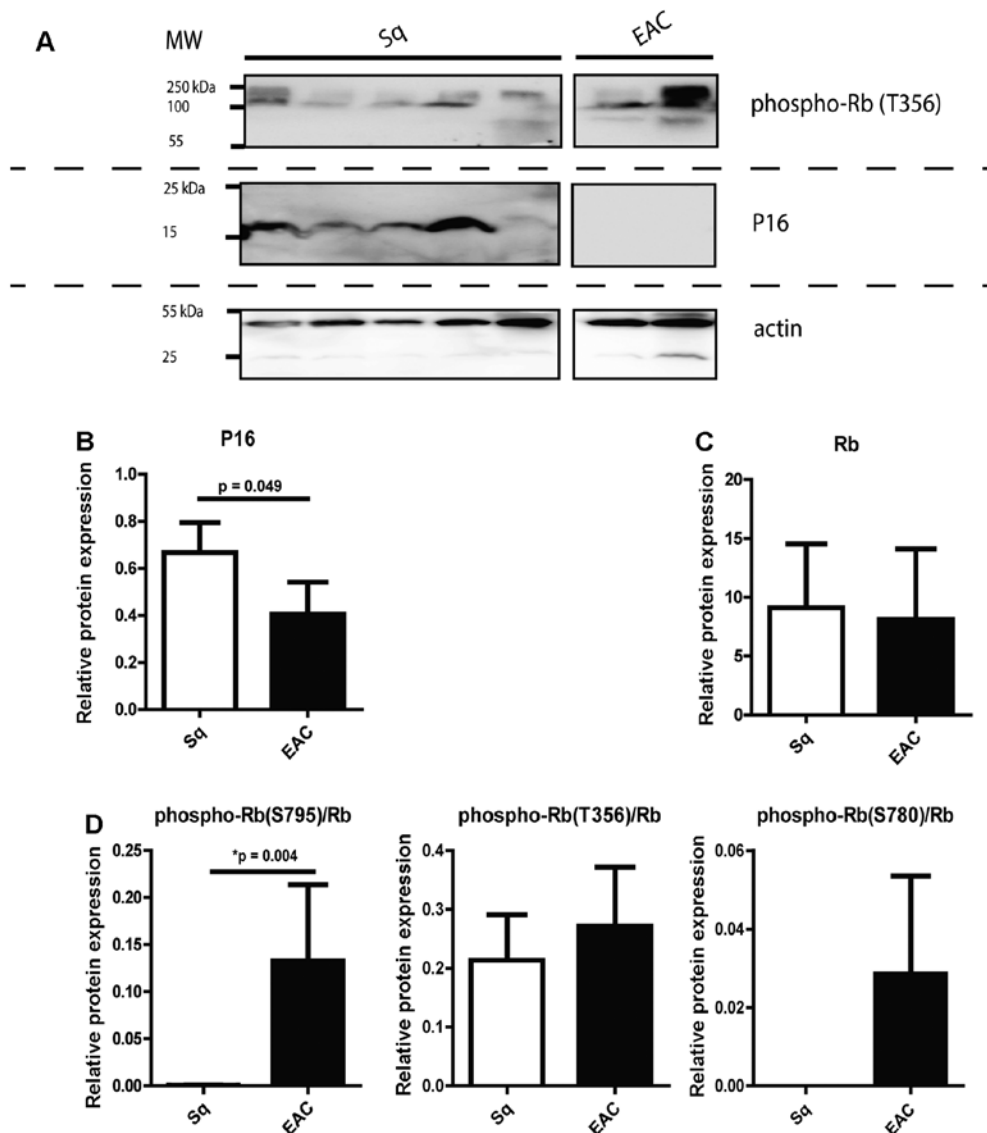 A
MW
Sq
EAC
250 kDa
100
55
phospho-Rb (T356)
25 kDa
15
P16
55 kDa
25
actin
B
P16
Relative protein expression
1.0
0.8
0.6
0.4
0.2
0.0
p = 0.049
Sq
EAC
C
Rb
Relative protein expression
20
15
10
5
0
Sq
EAC
D
phospho-Rb(S795)/Rb
Relative protein expression
0.25
0.20
0.15
0.10
0.05
0.00
*p = 0.004
Sq
EAC
phospho-Rb(T356)/Rb
Relative protein expression
0.4
0.3
0.2
0.1
0.0
Sq
EAC
phospho-Rb(S780)/Rb
Relative protein expression
0.06
0.04
0.02
0.00
Sq
EAC